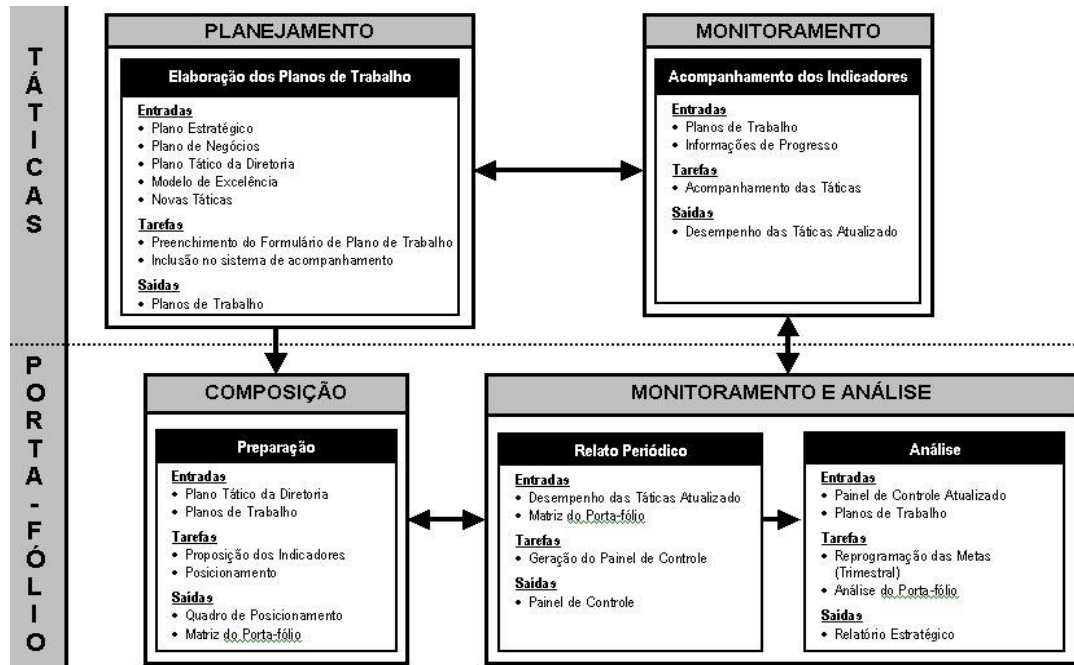 TÁTICAS
PLANEJAMENTO
Elaboração dos Planos de Trabalho
Entradas
• Plano Estratégico
• Plano de Negócios
• Plano Tático da Diretoria
• Modelo de Excelência
• Novas Táticas
Tarefas
• Preenchimento do Formulário de Plano de Trabalho
• Inclusão no sistema de acompanhamento
Saídas
• Planos de Trabalho
MONITORAMENTO
Acompanhamento dos Indicadores
Entradas
• Planos de Trabalho
• Informações de Progresso
Tarefas
• Acompanhamento das Táticas
Saídas
• Desempenho das Táticas Atualizado
PORTA-FÓLIO
COMPOSIÇÃO
Preparação
Entradas
• Plano Tático da Diretoria
• Planos de Trabalho
Tarefas
• Proposição dos Indicadores
• Posicionamento
Saídas
• Quadro de Posicionamento
• Matriz do Porta-fólio
MONITORAMENTO E ANÁLISE
Relato Periódico
Entradas
• Desempenho das Táticas Atualizado
• Matriz do Porta-fólio
Tarefas
• Geração do Painel de Controle
Saídas
• Painel de Controle
Análise
Entradas
• Painel de Controle Atualizado
• Planos de Trabalho
Tarefas
• Reprogramação das Metas
(Trimestral)
• Análise do Porta-fólio
Saídas
• Relatório Estratégico